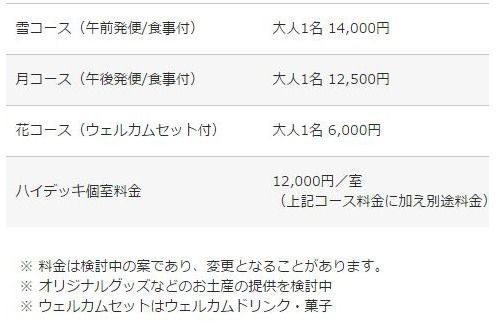 雪コース（午前発便/食事付） 大人1名 14,000円
月コース（午後発便/食事付） 大人1名 12,500円
花コース（ウェルカムセット付） 大人1名 6,000円
ハイデッキ個室料金 12,000円／室
（上記コース料金に加え別途料金）
※ 料金は検討中の案であり、変更となることがあります。
※ オリジナルグッズなどのお土産の提供を検討中
※ ウェルカムセットはウェルカムドリンク・菓子